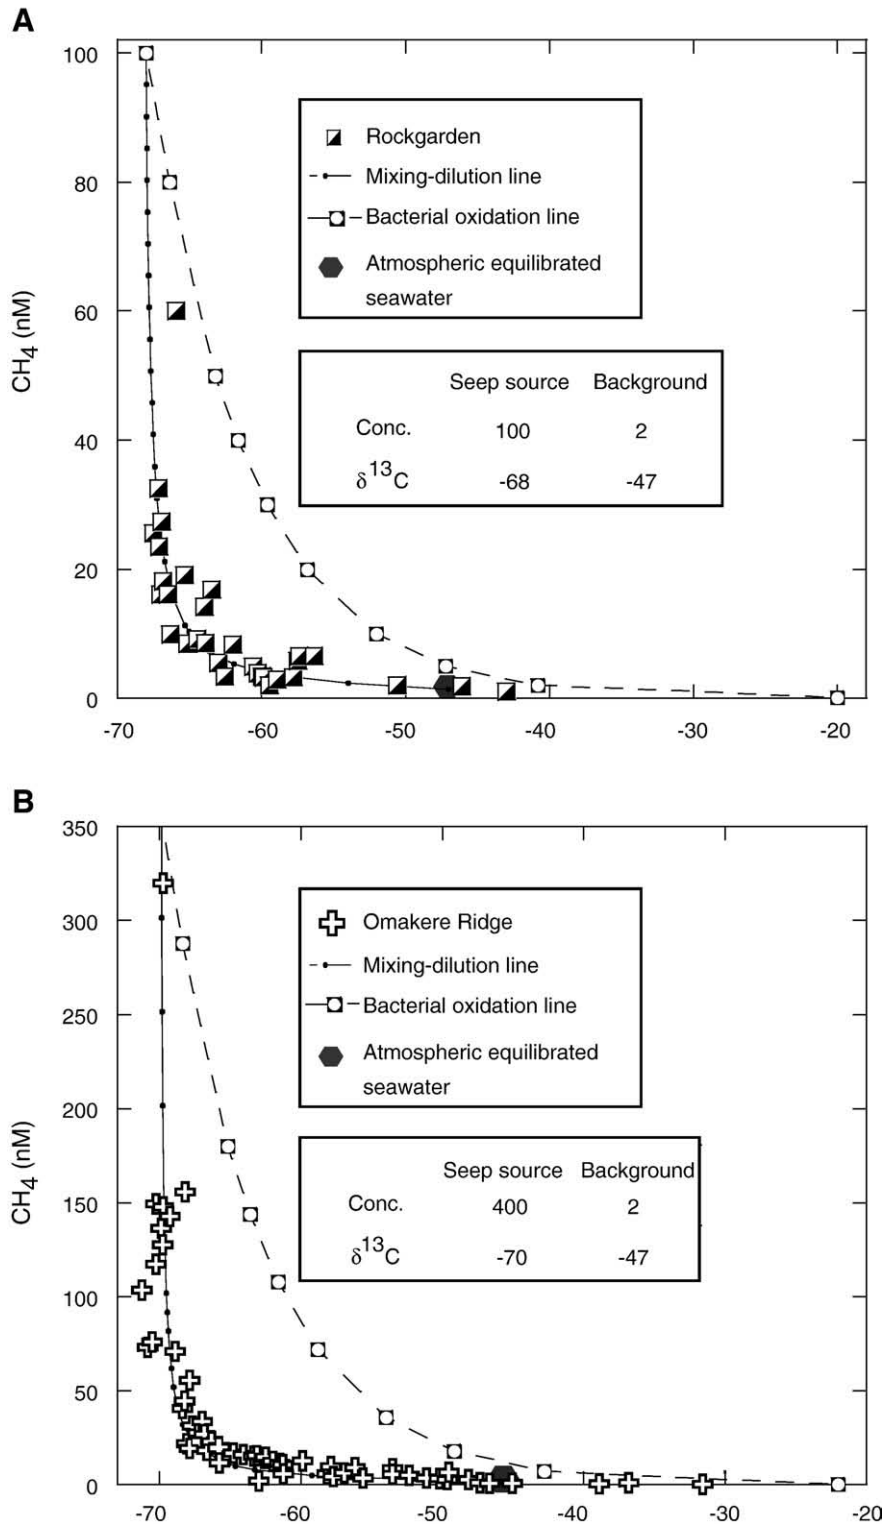 A
100
80
60
40
20
0
CH4 (nM)
Rockgarden
Mixing-dilution line
Bacterial oxidation line
Atmospheric equilibrated
seawater
Seep source Background
Conc. 100 2
δ13C -68 -47
-70 -60 -50 -40 -30 -20
B
350
300
250
200
150
100
50
0
CH4 (nM)
Omakere Ridge
Mixing-dilution line
Bacterial oxidation line
Atmospheric equilibrated
seawater
Seep source Background
Conc. 400 2
δ13C -70 -47
-70 -60 -50 -40 -30 -20